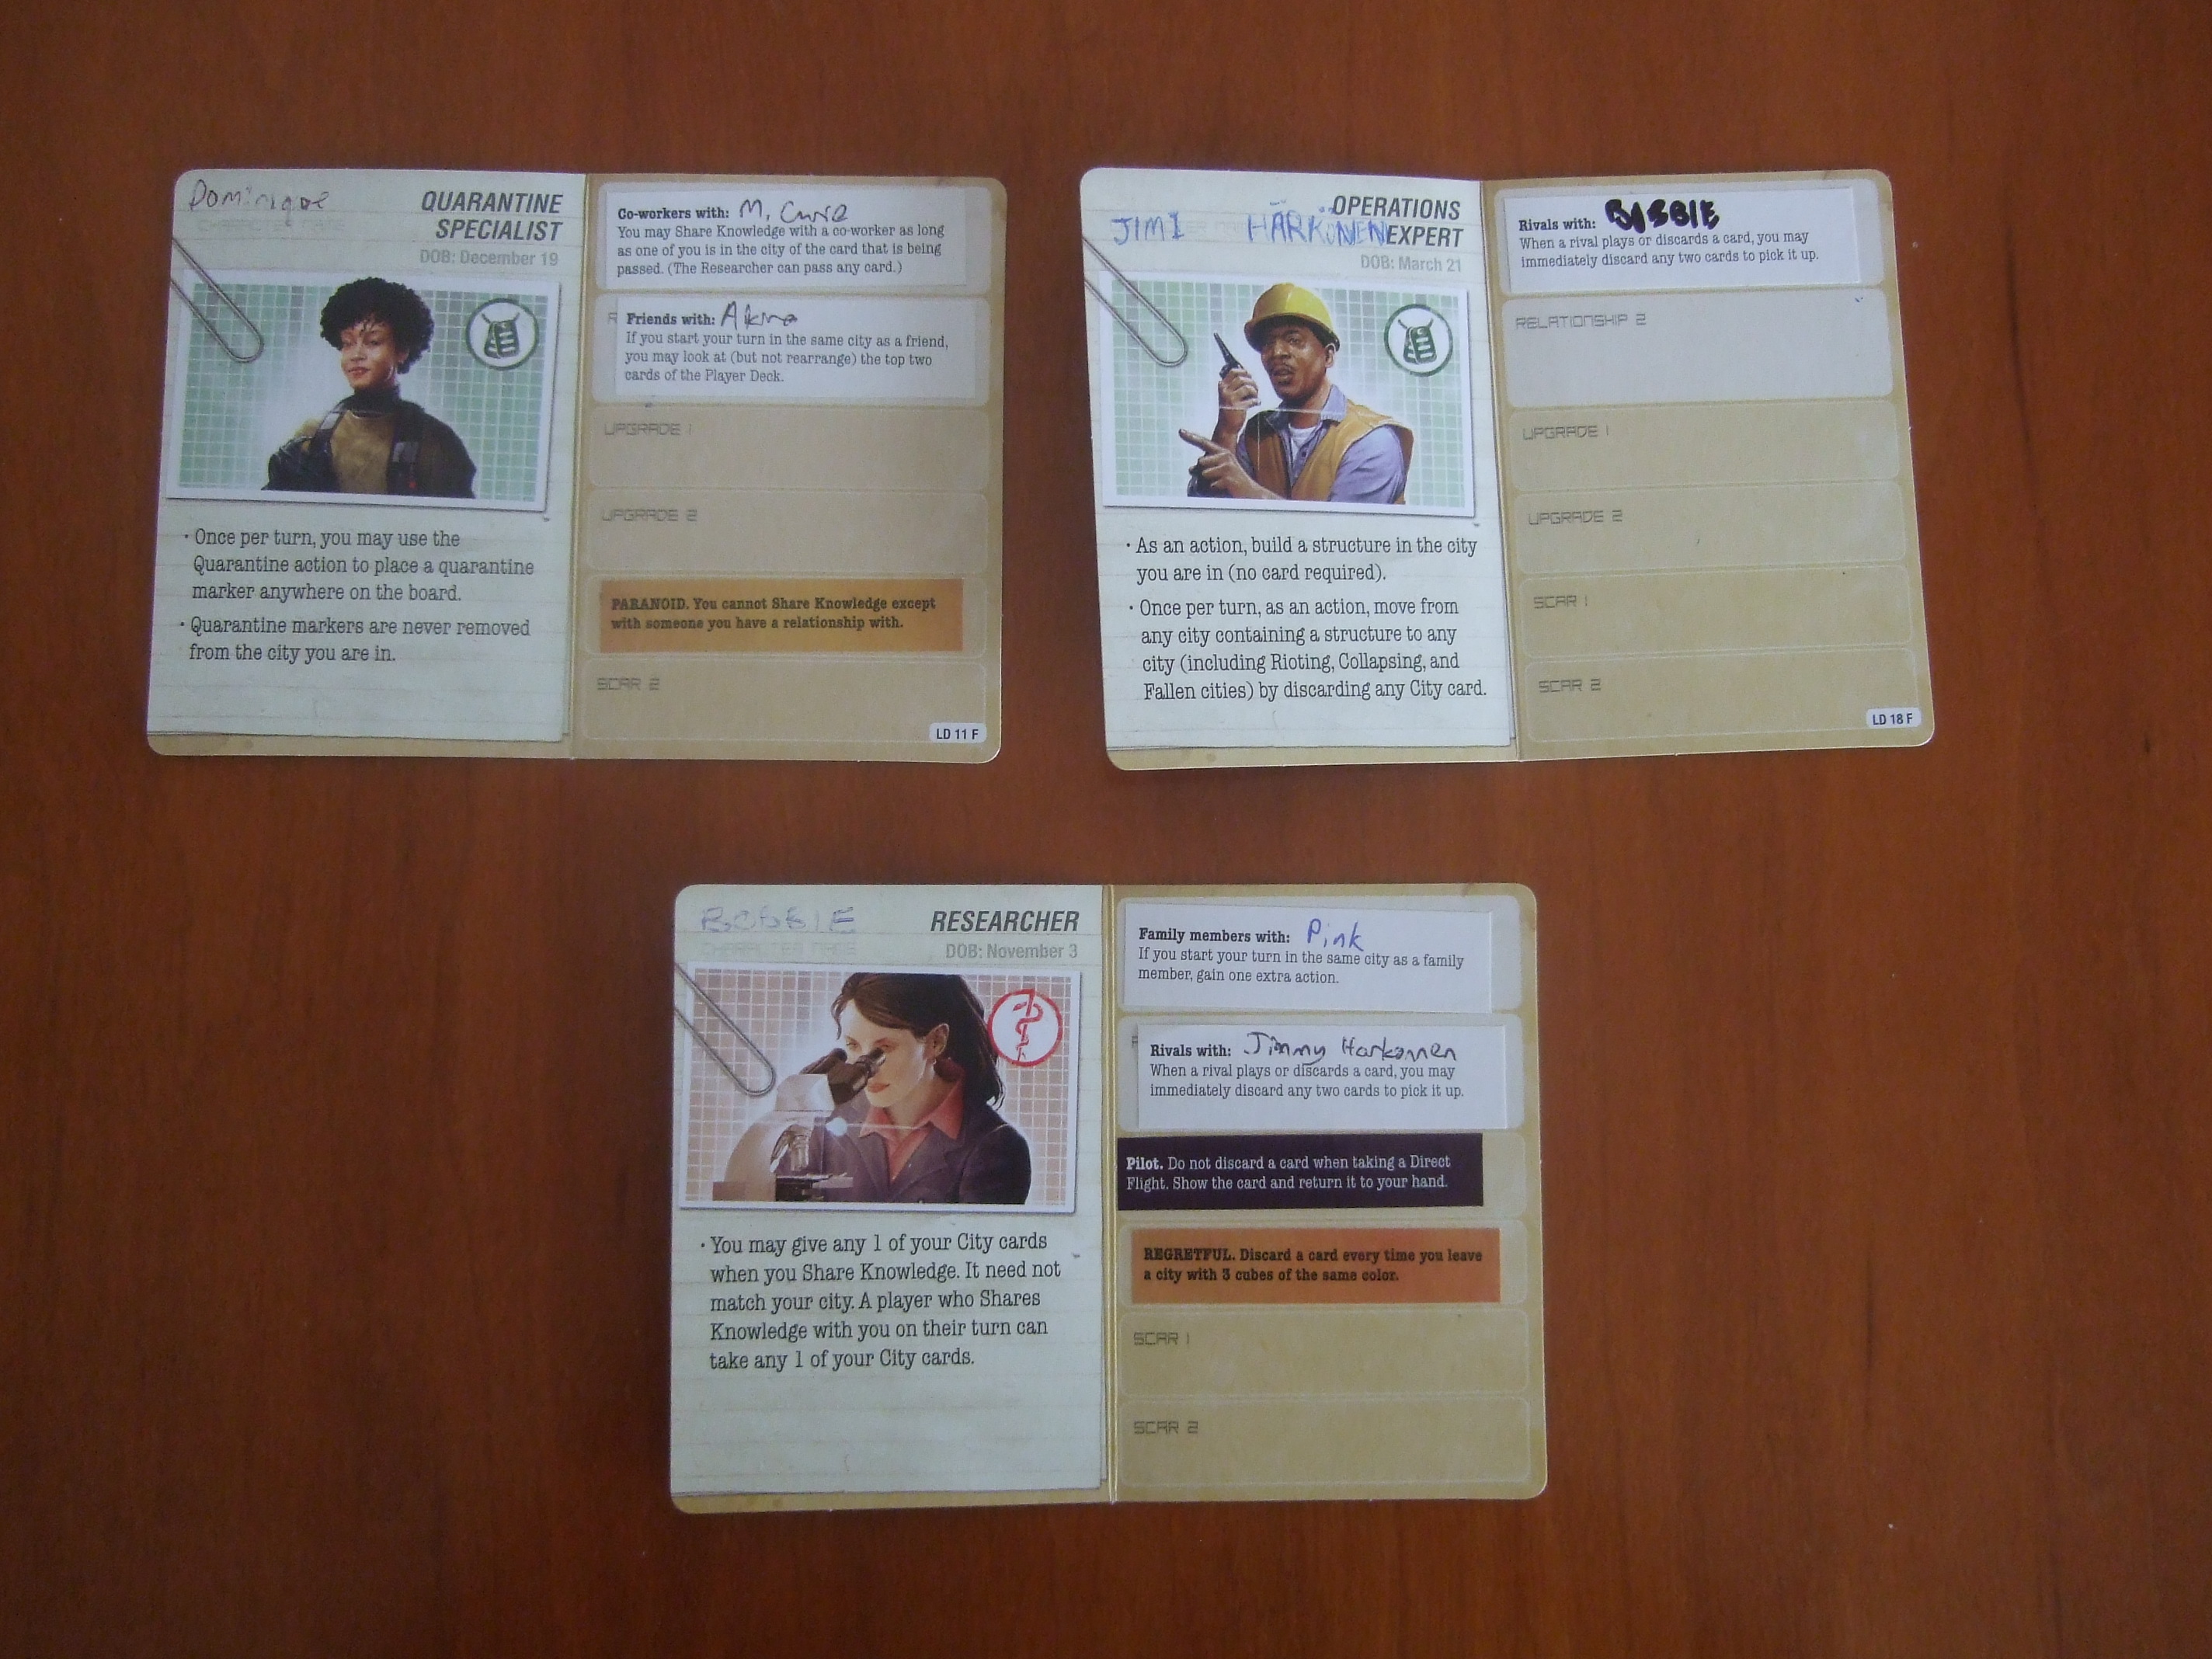 Dominique
QUARANTINE
SPECIALIST
CHARACTER NAME
DOB: December 19
· Once per turn, you may use the
Quarantine action to place a quarantine
marker anywhere on the board.
· Quarantine markers are never removed
from the city you are in.
Co-workers with: M. Curie
You may Share Knowledge with a co-worker as long
as one of you is in the city of the card that is being
passed. (The Researcher can pass any card.)
Friends with:
If you start your turn in the same city as a friend,
you may look at (but not rearrange) the top two
cards of the Player Deck.
UPGRADE 1
UPGRADE 2
PARANOID. You cannot Share Knowledge except
with someone you have a relationship with.
SCAR 2
LD 11 F
OPERATIONS
JIMI HÄRKÖNEN EXPERT
DOB: March 21
· As an action, build a structure in the city
you are in (no card required).
· Once per turn, as an action, move from
any city containing a structure to any
city (including Rioting, Collapsing, and
Fallen cities) by discarding any City card.
Rivals with: BOBBIE
When a rival plays or discards a card, you may
immediately discard any two cards to pick it up.
RELATIONSHIP 2
UPGRADE 1
UPGRADE 2
SCAR 1
SCAR 2
LD 18 F
BOBBIE RESEARCHER
CHARACTER NAME DOB: November 3
· You may give any 1 of your City cards
when you Share Knowledge. It need not
match your city. A player who Shares
Knowledge with you on their turn can
take any 1 of your City cards.
Family members with: Pink
If you start your turn in the same city as a family
member, gain one extra action.
Rivals with: Jimmy Harkonnen
When a rival plays or discards a card, you may
immediately discard any two cards to pick it up.
Pilot. Do not discard a card when taking a Direct
Flight. Show the card and return it to your hand.
REGRETFUL. Discard a card every time you leave
a city with 3 cubes of the same color.
SCAR 1
SCAR 2